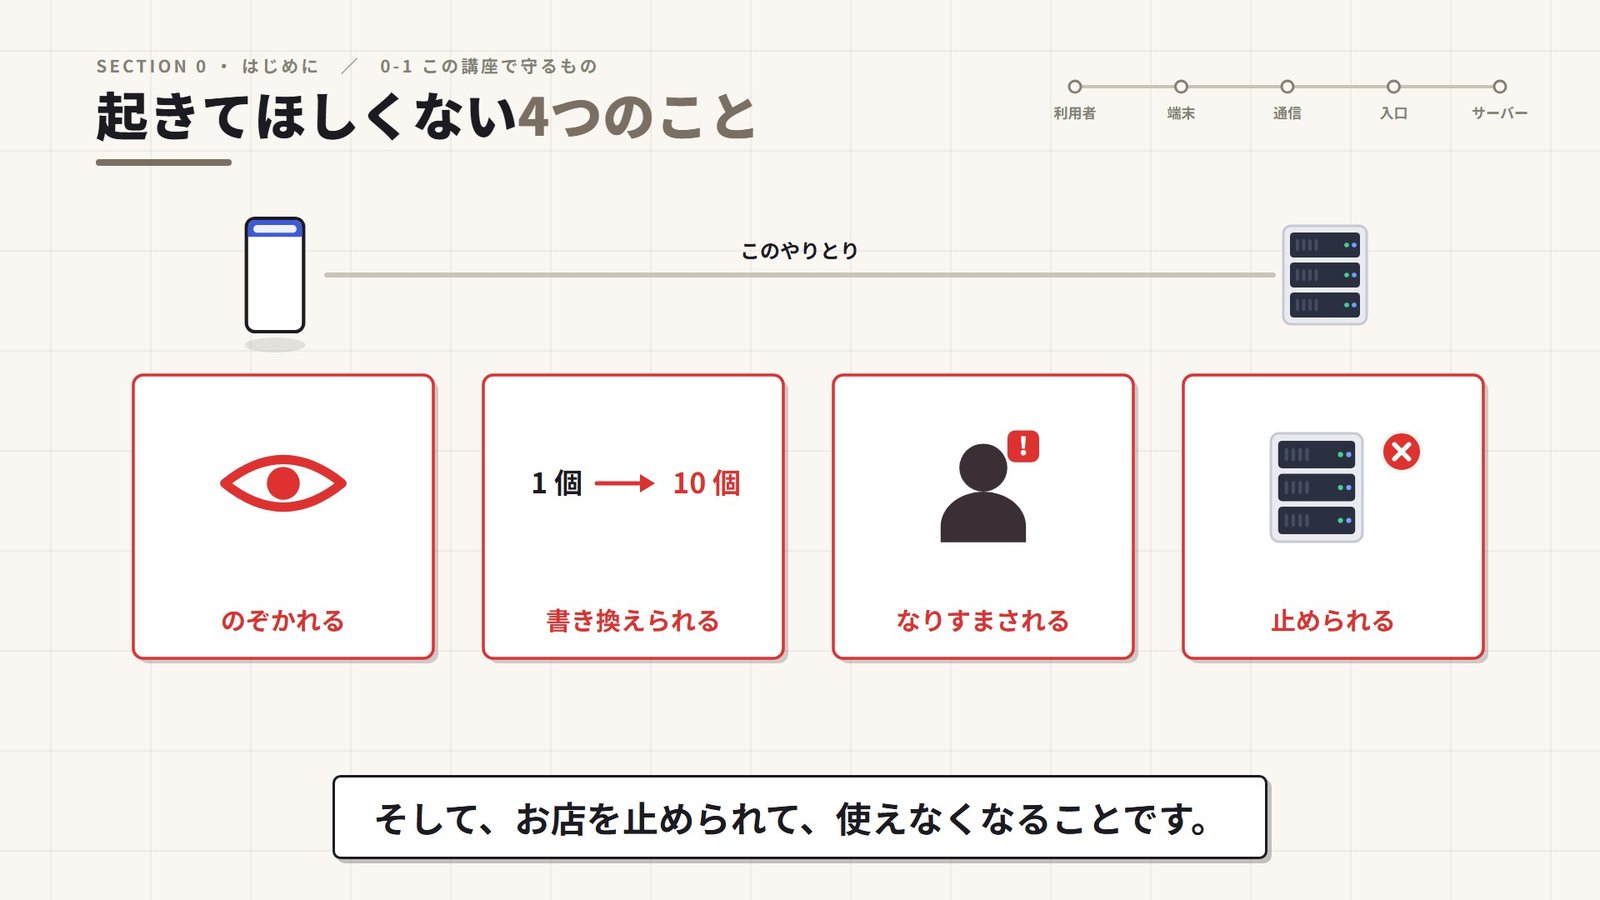 SECTION 0 ・ はじめに ／ 0-1 この講座で守るもの
起きてほしくない4つのこと
利用者 端末 通信 入口 サーバー
このやりとり
1 個 10 個
!
のぞかれる 書き換えられる なりすまされる 止められる
そして、お店を止められて、使えなくなることです。